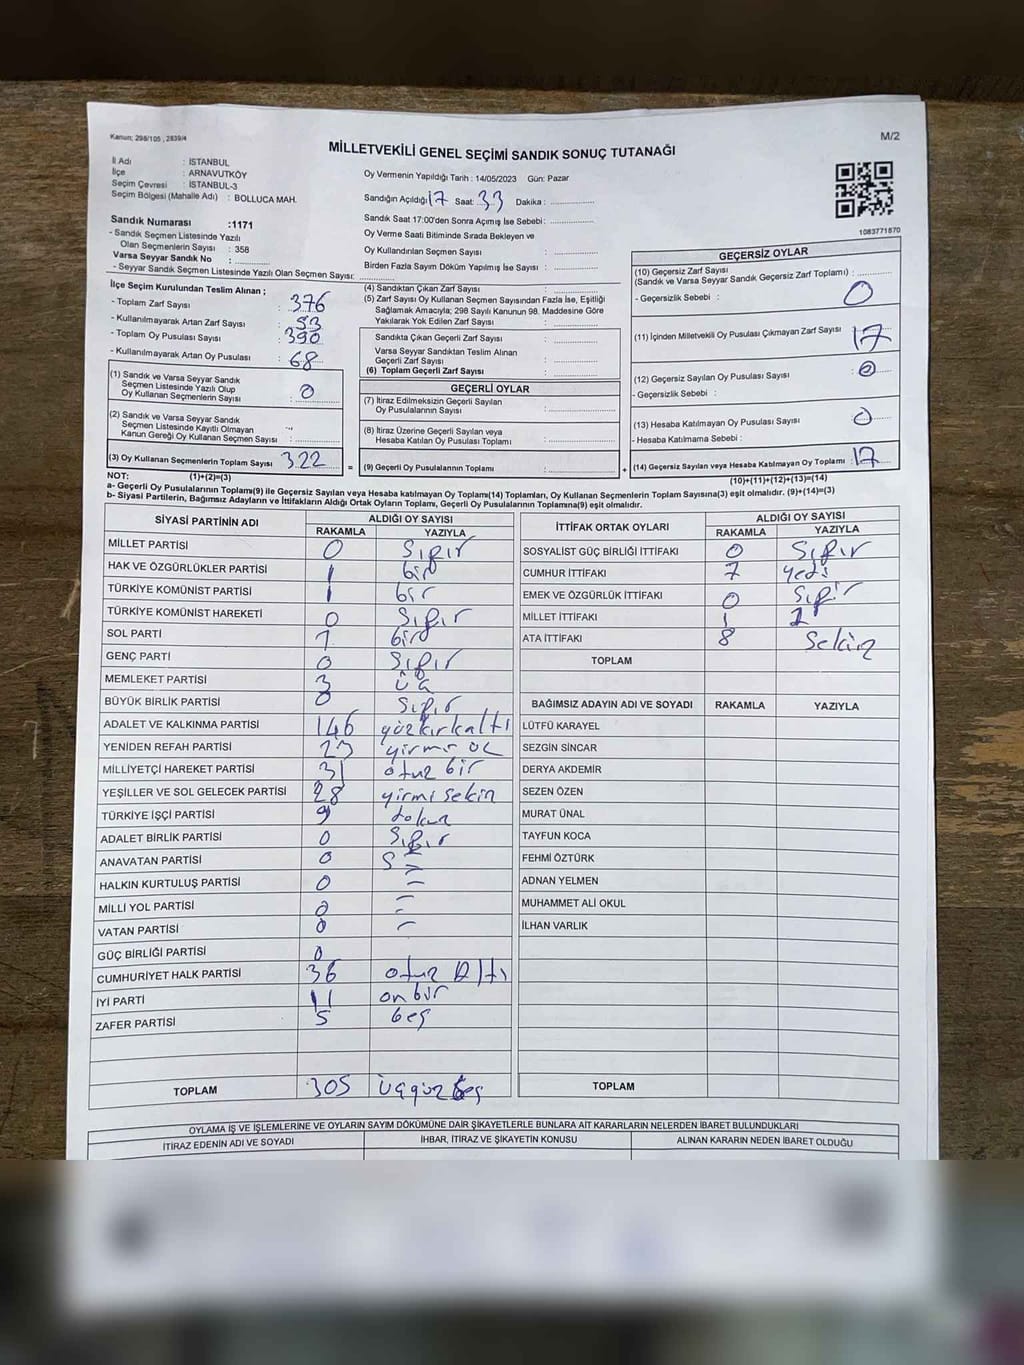 Kanun; 298/105 , 2839/4
M/2
MİLLETVEKİLİ GENEL SEÇİMİ SANDIK SONUÇ TUTANAĞI
İl Adı : İSTANBUL
İlçe : ARNAVUTKÖY
Seçim Çevresi : İSTANBUL-3
Seçim Bölgesi (Mahalle Adı) : BOLLUCA MAH.
Sandık Numarası :1171
- Sandık Seçmen Listesinde Yazılı
Olan Seçmenlerin Sayısı : 358
Varsa Seyyar Sandık No :
- Seyyar Sandık Seçmen Listesinde Yazılı Olan Seçmen Sayısı:
Oy Vermenin Yapıldığı Tarih : 14/05/2023 Gün: Pazar
Sandığın Açıldığı 17 Saat: 33 Dakika :
Sandık Saat 17:00'den Sonra Açımış İse Sebebi:
Oy Verme Saati Bitiminde Sırada Bekleyen ve
Oy Kullandırılan Seçmen Sayısı :
Birden Fazla Sayım Döküm Yapılmış İse Sayısı :
1083771870
İlçe Seçim Kurulundan Teslim Alınan ;
- Toplam Zarf Sayısı : 376
- Kullanılmayarak Artan Zarf Sayısı : 53
- Toplam Oy Pusulası Sayısı : 390
- Kullanılmayarak Artan Oy Pusulası : 68
(1) Sandık ve Varsa Seyyar Sandık
Seçmen Listesinde Yazılı Olup
Oy Kullanan Seçmenlerin Sayısı : 0
(2) Sandık ve Varsa Seyyar Sandık
Seçmen Listesinde Kayıtlı Olmayan
Kanun Gereği Oy Kullanan Seçmen Sayısı :
(3) Oy Kullanan Seçmenlerin Toplam Sayısı 322
(4) Sandıktan Çıkan Zarf Sayısı :
(5) Zarf Sayısı Oy Kullanan Seçmen Sayısından Fazla İse, Eşitliği
Sağlamak Amacıyla; 298 Sayılı Kanunun 98. Maddesine Göre
Yakılarak Yok Edilen Zarf Sayısı :
Sandıkta Çıkan Geçerli Zarf Sayısı :
Varsa Seyyar Sandıktan Teslim Alınan
Geçerli Zarf Sayısı :
(6) Toplam Geçerli Zarf Sayısı :
GEÇERLİ OYLAR
(7) İtiraz Edilmeksizin Geçerli Sayılan
Oy Pusulalarının Sayısı :
(8) İtiraz Üzerine Geçerli Sayılan veya
Hesaba Katılan Oy Pusulası Toplamı :
= (9) Geçerli Oy Pusulalarının Toplamı :
GEÇERSİZ OYLAR
(10) Geçersiz Zarf Sayısı
(Sandık ve Varsa Seyyar Sandık Geçersiz Zarf Toplamı) :
- Geçersizlik Sebebi : 0
(11) İçinden Milletvekili Oy Pusulası Çıkmayan Zarf Sayısı 17
(12) Geçersiz Sayılan Oy Pusulası Sayısı : 0
- Geçersizlik Sebebi :
(13) Hesaba Katılmayan Oy Pusulası Sayısı : 0
- Hesaba Katılmama Sebebi :
+ (14) Geçersiz Sayılan veya Hesaba Katılmayan Oy Toplamı : 17
NOT: (1)+(2)=(3)
(10)+(11)+(12)+(13)=(14)
a- Geçerli Oy Pusulalarının Toplamı(9) ile Geçersiz Sayılan veya Hesaba katılmayan Oy Toplamı(14) Toplamları, Oy Kullanan Seçmenlerin Toplam Sayısına(3) eşit olmalıdır. (9)+(14)=(3)
b- Siyasi Partilerin, Bağımsız Adayların ve İttifakların Aldığı Ortak Oyların Toplamı, Geçerli Oy Pusulalarının Toplamına(9) eşit olmalıdır.
SİYASİ PARTİNİN ADI ALDIĞI OY SAYISI
RAKAMLA YAZIYLA
MİLLET PARTİSİ 0 Sıfır
HAK VE ÖZGÜRLÜKLER PARTİSİ 1 bir
TÜRKİYE KOMÜNİST PARTİSİ 1 bir
TÜRKİYE KOMÜNİST HAREKETİ 0 Sıfır
SOL PARTİ 1 bir
GENÇ PARTİ 0 Sıfır
MEMLEKET PARTİSİ 3 üç
BÜYÜK BİRLİK PARTİSİ 0 Sıfır
ADALET VE KALKINMA PARTİSİ 146 yüzkırkaltı
YENİDEN REFAH PARTİSİ 23 yirmi üç
MİLLİYETÇİ HAREKET PARTİSİ 31 otuz bir
YEŞİLLER VE SOL GELECEK PARTİSİ 28 yirmi sekiz
TÜRKİYE İŞÇİ PARTİSİ 9 dokuz
ADALET BİRLİK PARTİSİ 0 Sıfır
ANAVATAN PARTİSİ 0 S =
HALKIN KURTULUŞ PARTİSİ 0 =
MİLLİ YOL PARTİSİ 0 =
VATAN PARTİSİ 0 -
GÜÇ BİRLİĞİ PARTİSİ 0
CUMHURİYET HALK PARTİSİ 36 otuz altı
İYİ PARTİ 11 onbir
ZAFER PARTİSİ 5 beş
TOPLAM 305 üçyüz beş
İTTİFAK ORTAK OYLARI ALDIĞI OY SAYISI
RAKAMLA YAZIYLA
SOSYALİST GÜÇ BİRLİĞİ İTTİFAKI 0 Sıfır
CUMHUR İTTİFAKI 7 yedi
EMEK VE ÖZGÜRLÜK İTTİFAKI 0 Sıfır
MİLLET İTTİFAKI 1 1
ATA İTTİFAKI 8 Sekiz
TOPLAM
BAĞIMSIZ ADAYIN ADI VE SOYADI RAKAMLA YAZIYLA
LÜTFÜ KARAYEL
SEZGİN SİNCAR
DERYA AKDEMİR
SEZEN ÖZEN
MURAT ÜNAL
TAYFUN KOCA
FEHMİ ÖZTÜRK
ADNAN YELMEN
MUHAMMET ALİ OKUL
İLHAN VARLIK
TOPLAM
OYLAMA İŞ VE İŞLEMLERİNE VE OYLARIN SAYIM DÖKÜMÜNE DAİR ŞİKAYETLERLE BUNLARA AİT KARARLARIN NELERDEN İBARET BULUNDUKLARI
İTİRAZ EDENİN ADI VE SOYADI İHBAR, İTİRAZ VE ŞİKAYETİN KONUSU ALINAN KARARIN NEDEN İBARET OLDUĞU